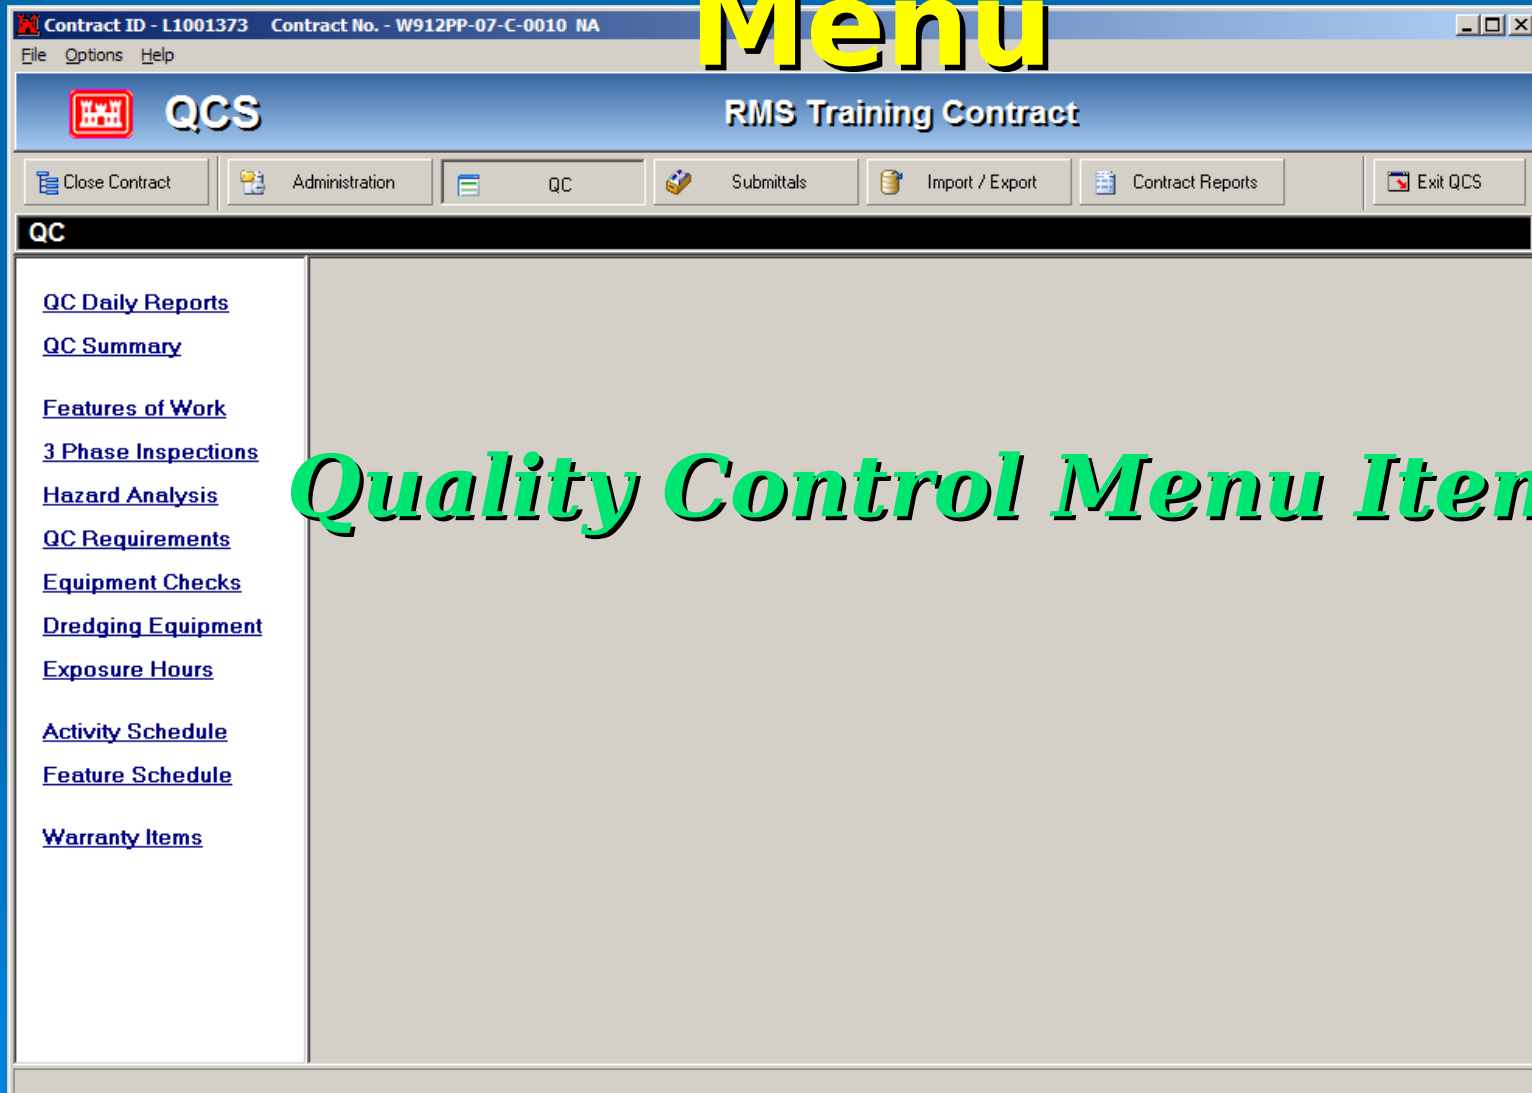 Menu
Contract ID - L1001373 Contract No. - W912PP-07-C-0010 NA
File Options Help
QCS RMS Training Contract
Close Contract Administration QC Submittals Import / Export Contract Reports Exit QCS
QC
QC Daily Reports
QC Summary
Features of Work
3 Phase Inspections
Hazard Analysis
Quality Control Menu
QC Requirements
Equipment Checks
Dredging Equipment
Exposure Hours
Activity Schedule
Feature Schedule
Warranty Items